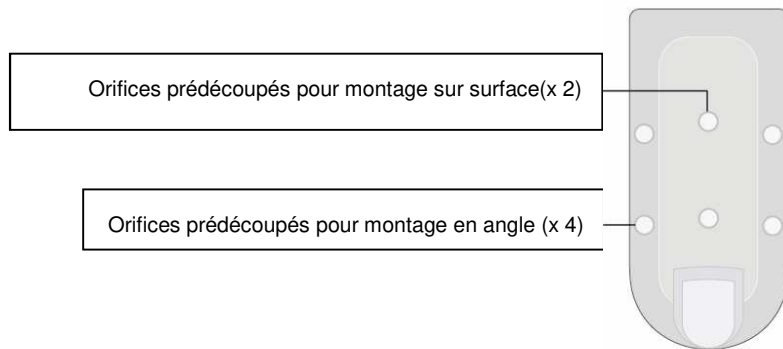 Orifices prédécoupés pour montage sur surface(x 2)
Orifices prédécoupés pour montage en angle (x 4)